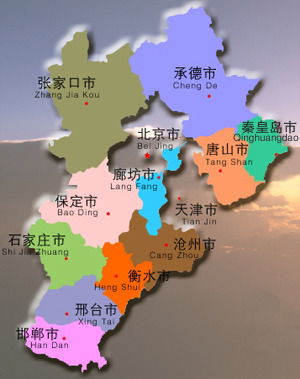 承德市
Cheng De
张家口市
Zhang Jia Kou
秦皇岛市
Qinghuangdao
北京市
Bei Jing
唐山市
Tang Shan
廊坊市
Lang Fang
保定市
Bao Ding
天津市
Tian Jin
石家庄市
Shi Jia Zhuang
沧州市
Cang Zhou
衡水市
Heng Shui
邢台市
Xing Tai
邯郸市
Han Dan